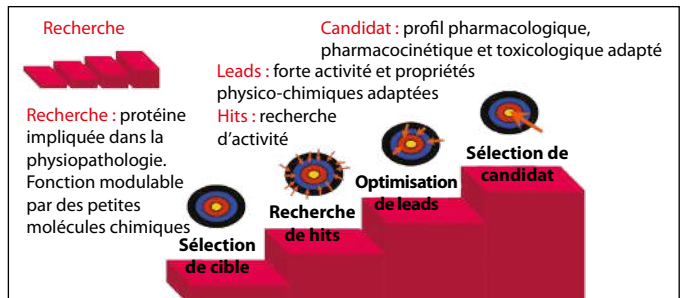 Recherche
Candidat : profil pharmacologique,
pharmacocinétique et toxicologique adapté
Leads : forte activité et propriétés
physico-chimiques adaptées
Hits : recherche
d’activité
Recherche : protéine
impliquée dans la
physiopathologie.
Fonction modulable
par des petites
molécules chimiques
Sélection
de cible
Recherche
de hits
Optimisation
de leads
Sélection de
candidat